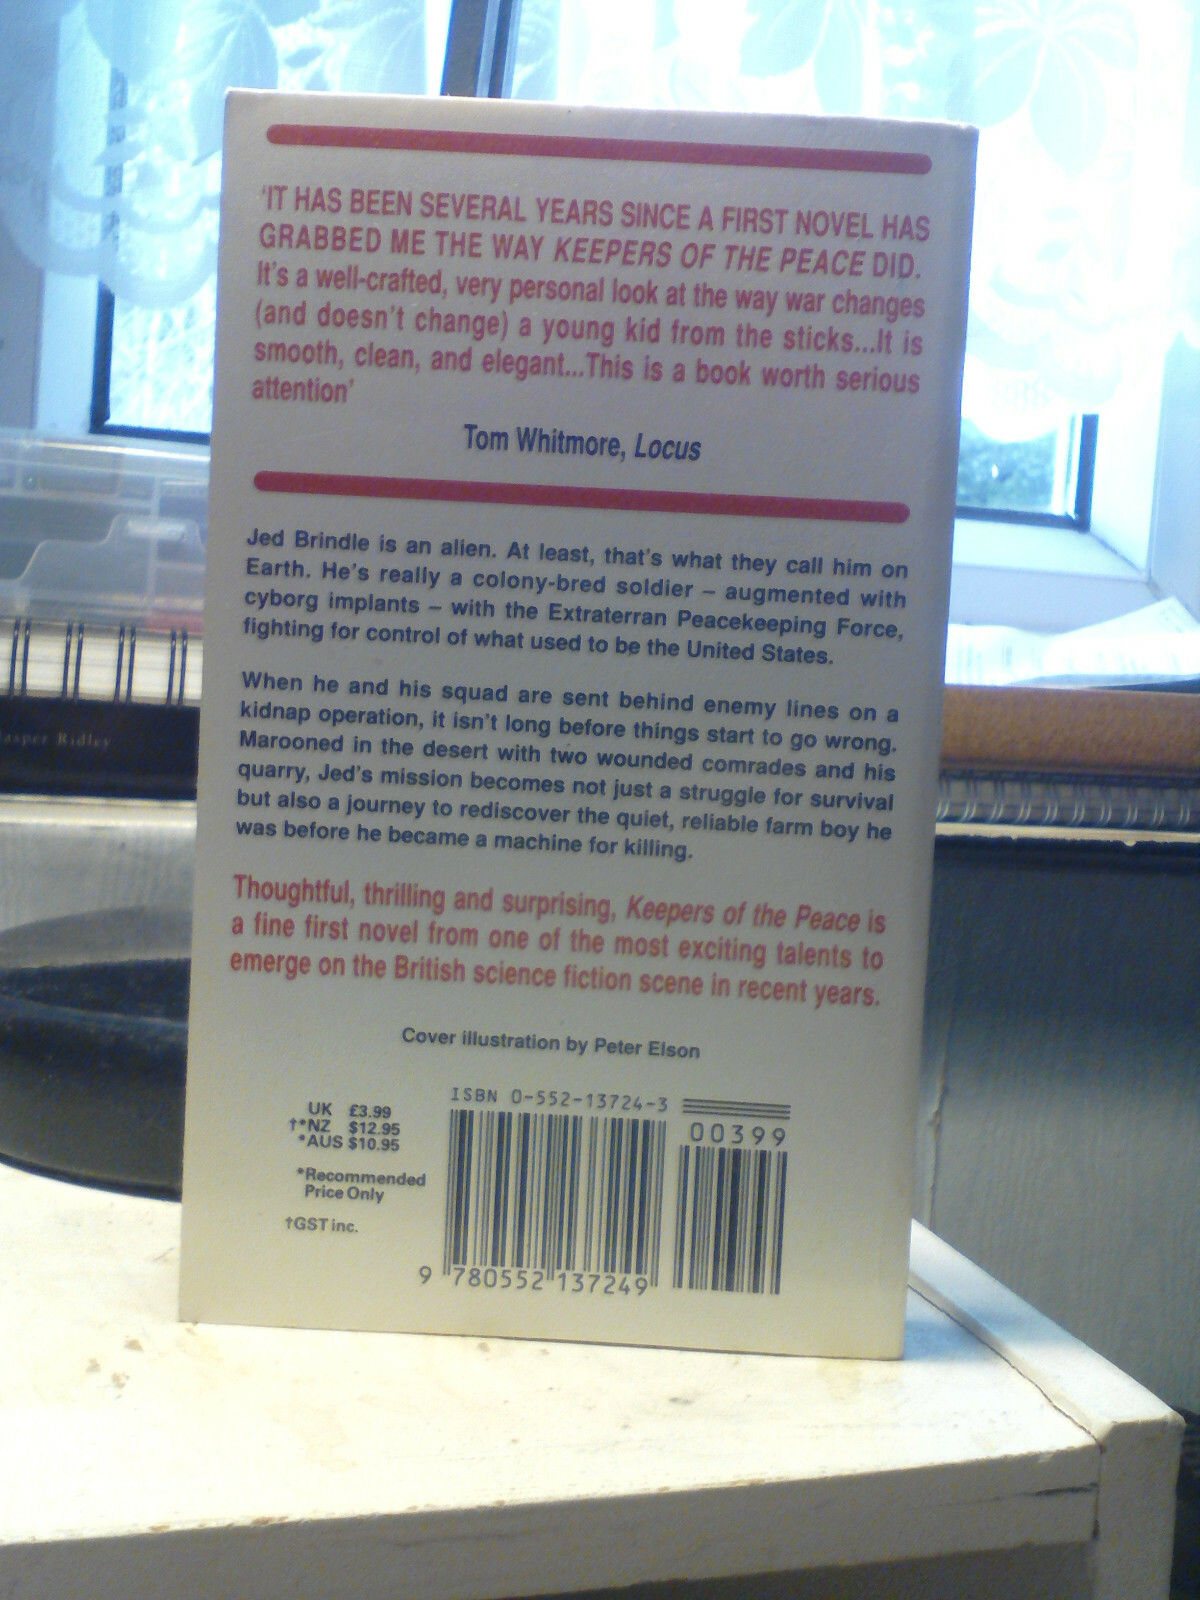 'IT HAS BEEN SEVERAL YEARS SINCE A FIRST NOVEL HAS
GRABBED ME THE WAY KEEPERS OF THE PEACE DID.
It's a well-crafted, very personal look at the way war changes
(and doesn't change) a young kid from the sticks...It is
smooth, clean, and elegant...This is a book worth serious
attention'
Tom Whitmore, Locus
Jed Brindle is an alien. At least, that's what they call him on
Earth. He's really a colony-bred soldier – augmented with
cyborg implants – with the Extraterran Peacekeeping Force,
fighting for control of what used to be the United States.
When he and his squad are sent behind enemy lines on a
kidnap operation, it isn't long before things start to go wrong.
Marooned in the desert with two wounded comrades and his
quarry, Jed's mission becomes not just a struggle for survival
but also a journey to rediscover the quiet, reliable farm boy he
was before he became a machine for killing.
Thoughtful, thrilling and surprising, Keepers of the Peace is
a fine first novel from one of the most exciting talents to
emerge on the British science fiction scene in recent years.
Cover illustration by Peter Elson
UK £3.99
†*NZ $12.95
*AUS $10.95
*Recommended
Price Only
†GST inc.
ISBN 0-552-13724-3
00399
9 780552 137249
Jasper Ridley